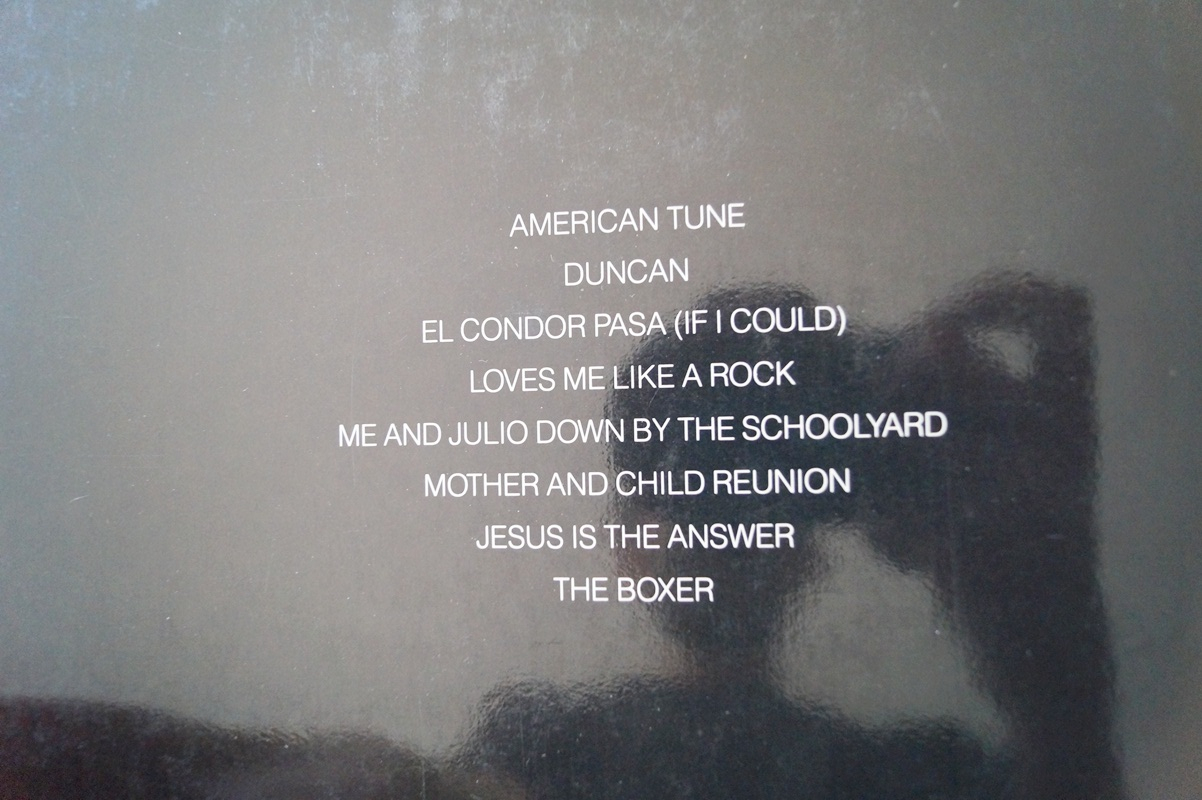 AMERICAN TUNE
DUNCAN
EL CONDOR PASA (IF I COULD)
LOVES ME LIKE A ROCK
ME AND JULIO DOWN BY THE SCHOOLYARD
MOTHER AND CHILD REUNION
JESUS IS THE ANSWER
THE BOXER